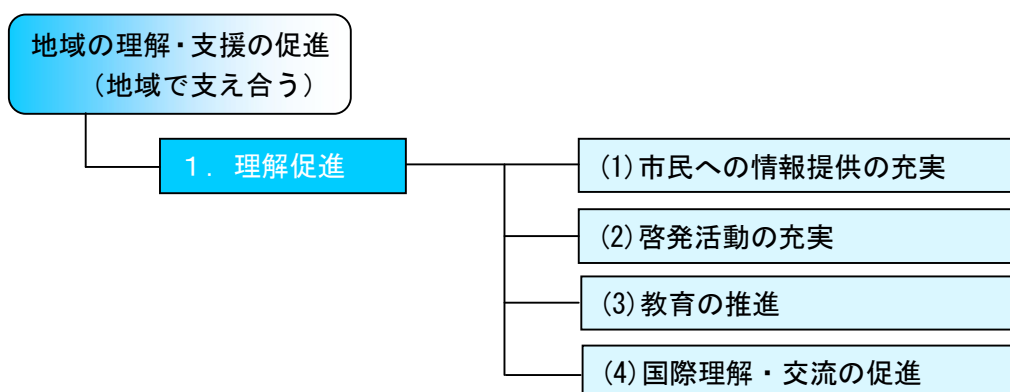 地域の理解・支援の促進
（地域で支え合う）
１．理解促進
(1)市民への情報提供の充実
(2)啓発活動の充実
(3)教育の推進
(4)国際理解・交流の促進